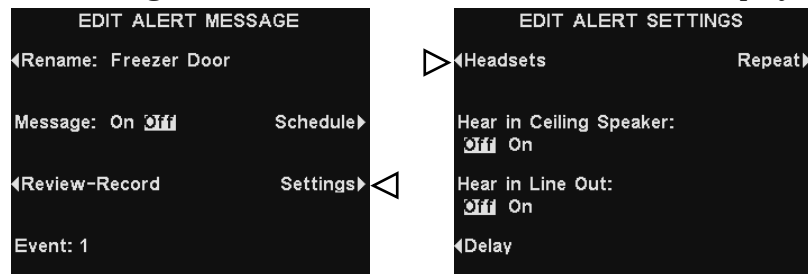 EDIT ALERT MESSAGE
◀Rename: Freezer Door
Message: On Off Schedule▶
◀Review-Record Settings▶
Event: 1
EDIT ALERT SETTINGS
◀Headsets Repeat▶
Hear in Ceiling Speaker:
Off On
Hear in Line Out:
Off On
◀Delay